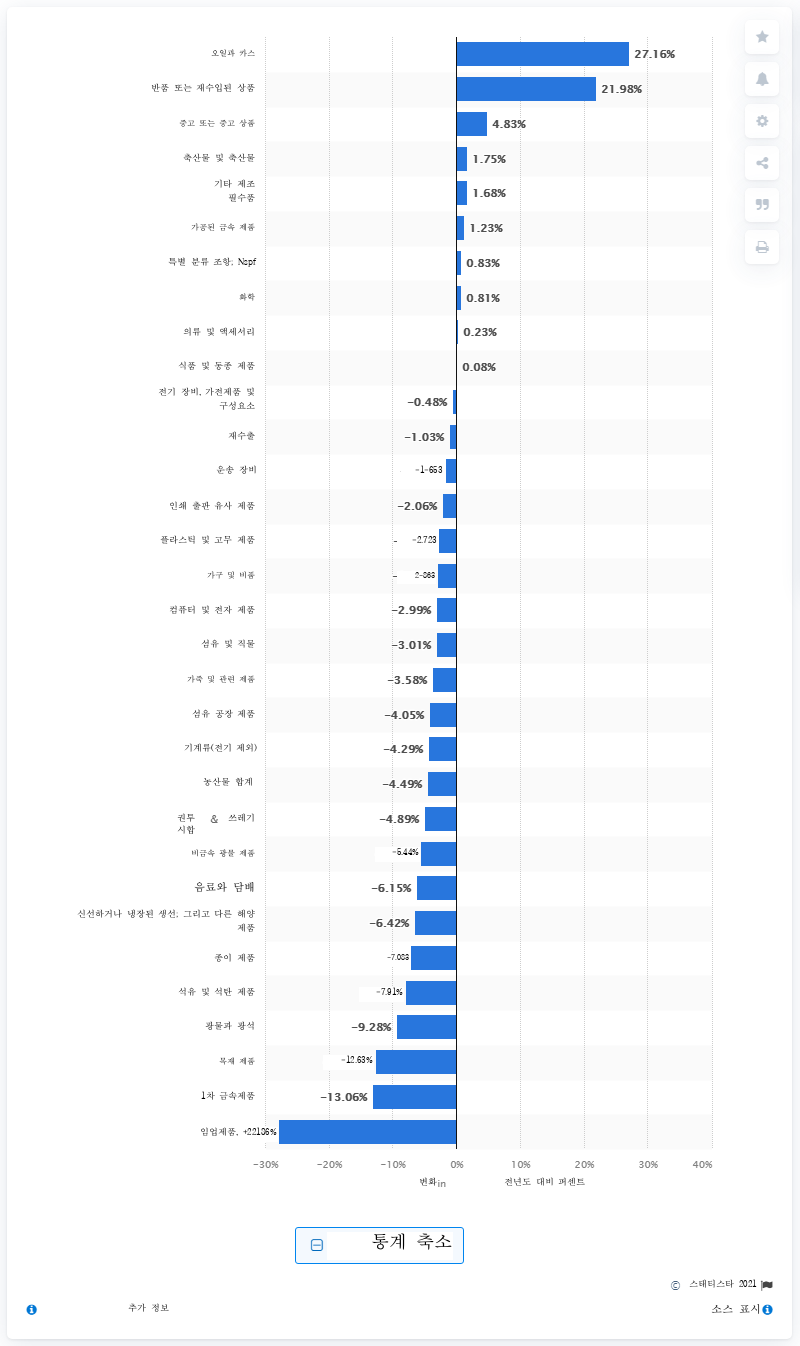 오일과 가스 27.16%
반품 또는 재수입된 상품 21.98%
중고 또는 중고 상품 4.83%
축산물 및 축산물 1.75%
기타 제조
필수품 1.68%
가공된 금속 제품 1.23%
특별 분류 조항; Nspf 0.83%
화학 0.81%
의류 및 액세서리 0.23%
식품 및 동종 제품 0.08%
전기 장비, 가전제품 및
구성요소 -0.48%
재수출 -1.03%
운송 장비 -1-653
인쇄 출판 유사 제품 -2.06%
플라스틱 및 고무 제품 - -2.723
가구 및 비품 - 2-863
컴퓨터 및 전자 제품 -2.99%
섬유 및 직물 -3.01%
가죽 및 관련 제품 -3.58%
섬유 공장 제품 -4.05%
기계류(전기 제외) -4.29%
농산물 합계 -4.49%
권투 & 쓰레기
시합 -4.89%
비금속 광물 제품 -5.44%
음료와 담배 -6.15%
신선하거나 냉장된 생선; 그리고 다른 해양
제품 -6.42%
종이 제품 -7.083
석유 및 석탄 제품 -7.91%
광물과 광석 -9.28%
목재 제품 -12.63%
1차 금속제품 -13.06%
임업제품,
-30% -20% -10% 0% 10% 20% 30% 40%
변화in 전년도 대비 퍼센트
통계 축소
© 스태티스타 2021
추가 정보 소스 표시